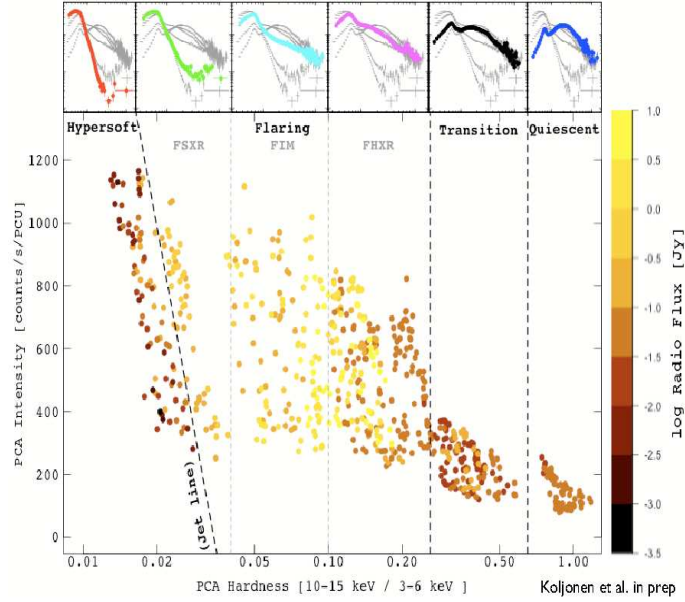 Hypersoft
Flaring
Transition
Quiescent
FSXR
FIM
FHXR
(Jet line)
PCA Intensity [counts/s/PCU]
1200
1000
800
600
400
200
0
0.01
0.02
0.05
0.10
0.20
0.50
1.00
PCA Hardness [10-15 keV / 3-6 keV ]
1.0
0.5
0.0
-0.5
-1.0
-1.5
-2.0
-2.5
-3.0
-3.5
log Radio Flux [Jy]
Koljonen et al. in prep